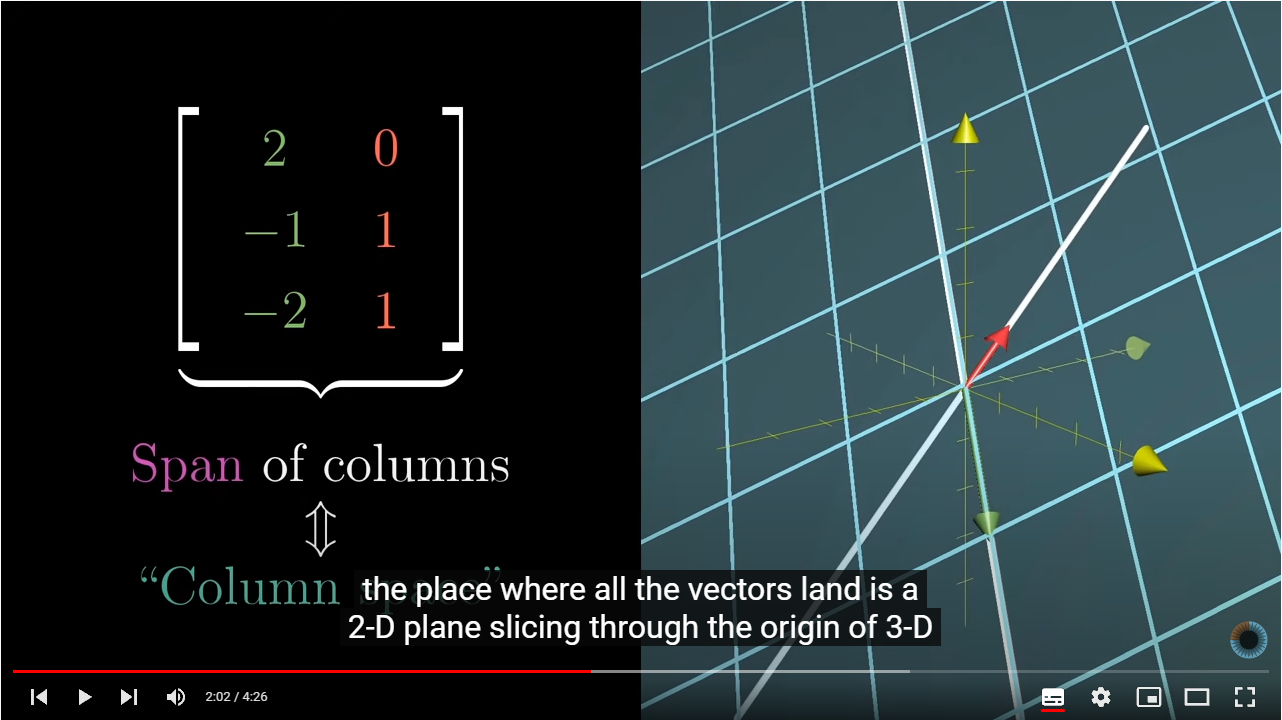 2 0
−1 1
−2 1
Span of columns
⇕
“Column space”
the place where all the vectors land is a
2-D plane slicing through the origin of 3-D
2:02 / 4:26